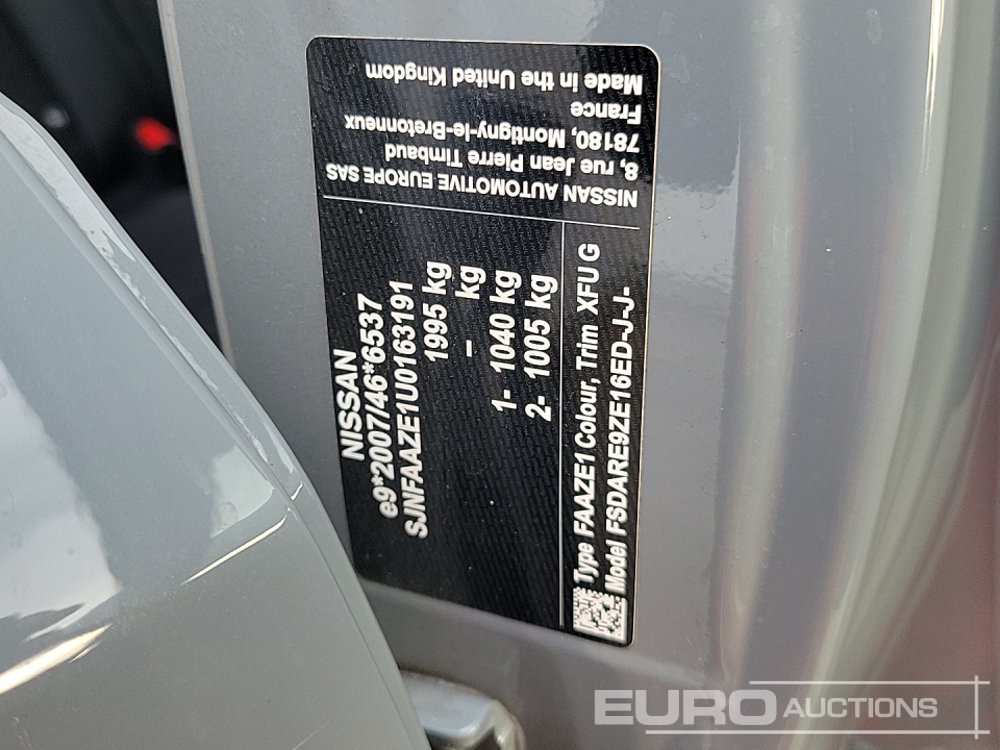 NISSAN
e9*2007/46*6537
SJNFAAZE1U0163191
1995 kg
– kg
1- 1040 kg
2- 1005 kg
Type FAAZE1 Colour, Trim XFU G
Model FSDARE9ZE16ED-J-J-
NISSAN AUTOMOTIVE EUROPE SAS
8, rue Jean Pierre Timbaud
78180, Montigny-le-Bretonneux
France
Made in the United Kingdom
EURO AUCTIONS